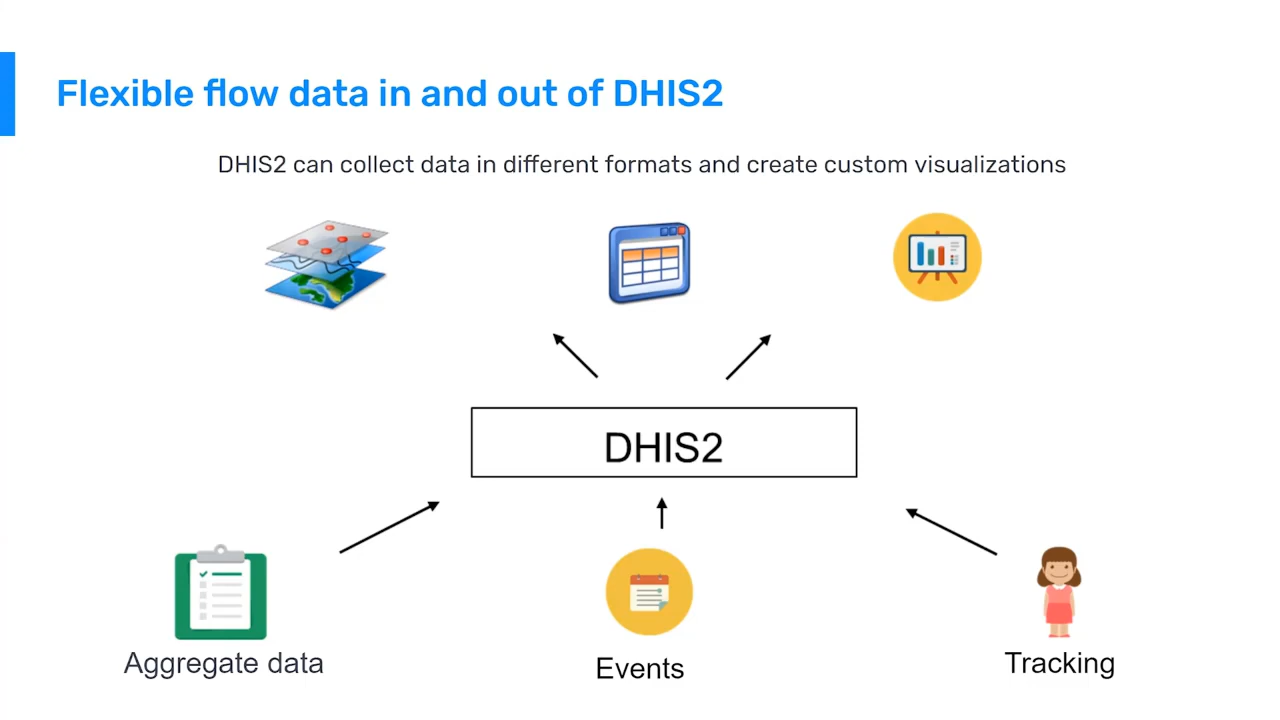 Flexible flow data in and out of DHIS2
DHIS2 can collect data in different formats and create custom visualizations
DHIS2
Aggregate data
Events
Tracking